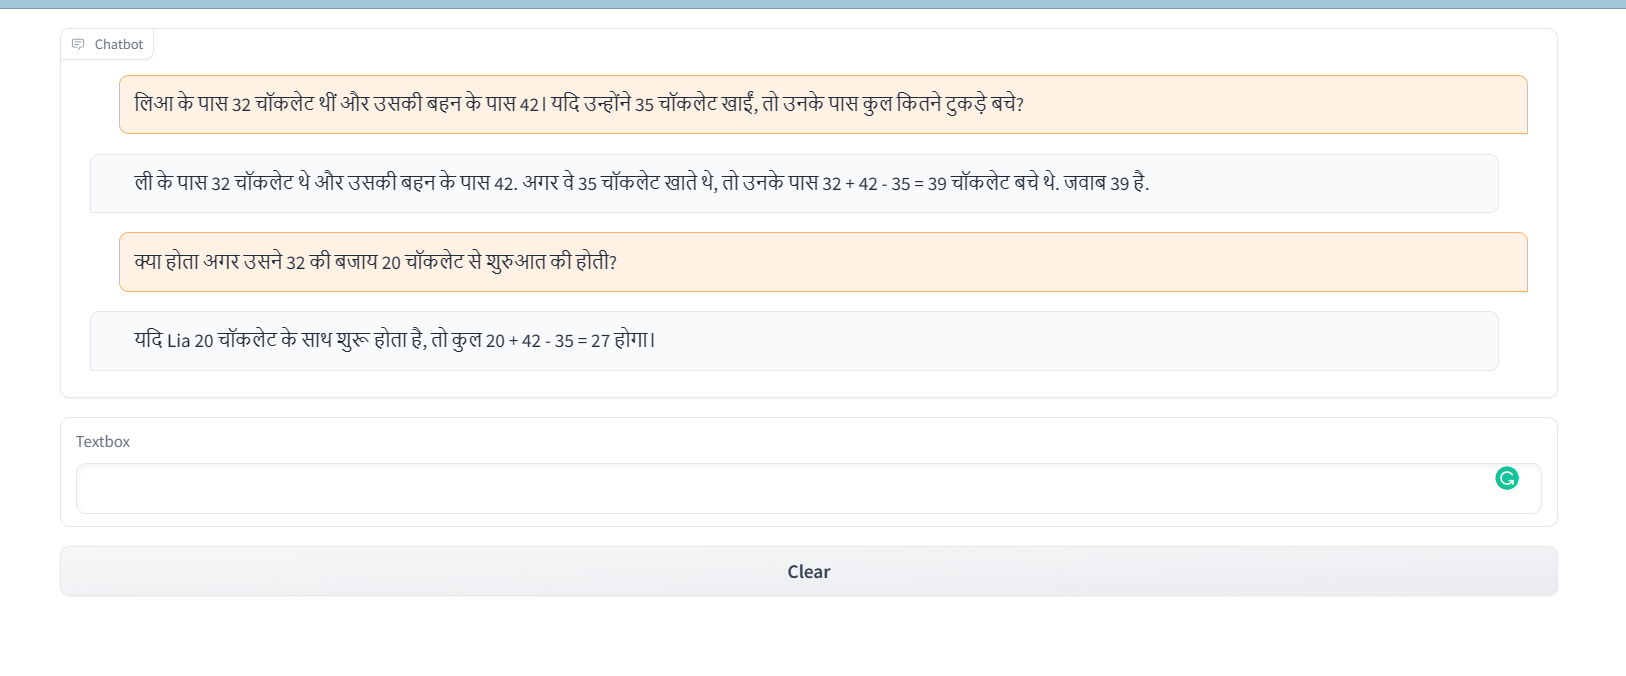 Chatbot
लिआ के पास 32 चॉकलेट थीं और उसकी बहन के पास 42। यदि उन्होंने 35 चॉकलेट खाईं, तो उनके पास कुल कितने टुकड़े बचे?
ली के पास 32 चॉकलेट थे और उसकी बहन के पास 42. अगर वे 35 चॉकलेट खाते थे, तो उनके पास 32 + 42 - 35 = 39 चॉकलेट बचे थे. जवाब 39 है.
क्या होता अगर उसने 32 की बजाय 20 चॉकलेट से शुरुआत की होती?
यदि Lia 20 चॉकलेट के साथ शुरू होता है, तो कुल 20 + 42 - 35 = 27 होगा।
Textbox
Clear